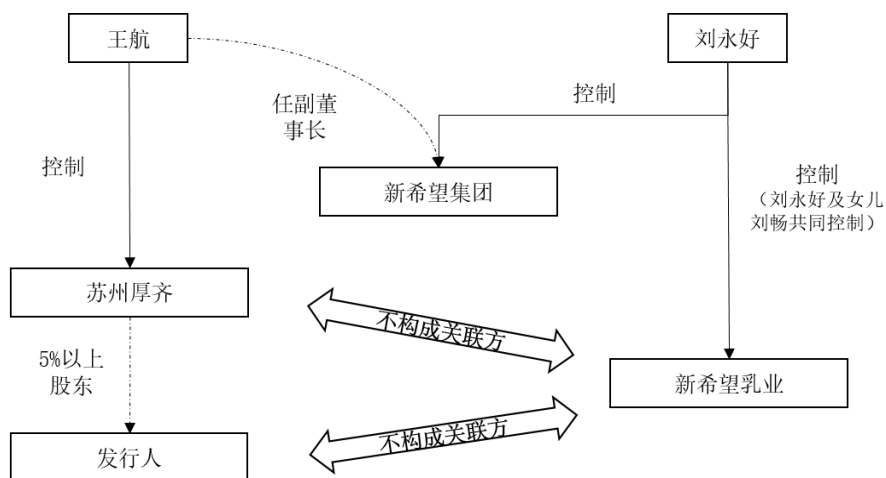 王航
刘永好
任副董
事长
控制
控制
新希望集团
控制
（刘永好及女儿
刘畅共同控制）
苏州厚齐
不构成关联方
5%以上
股东
新希望乳业
不构成关联方
发行人